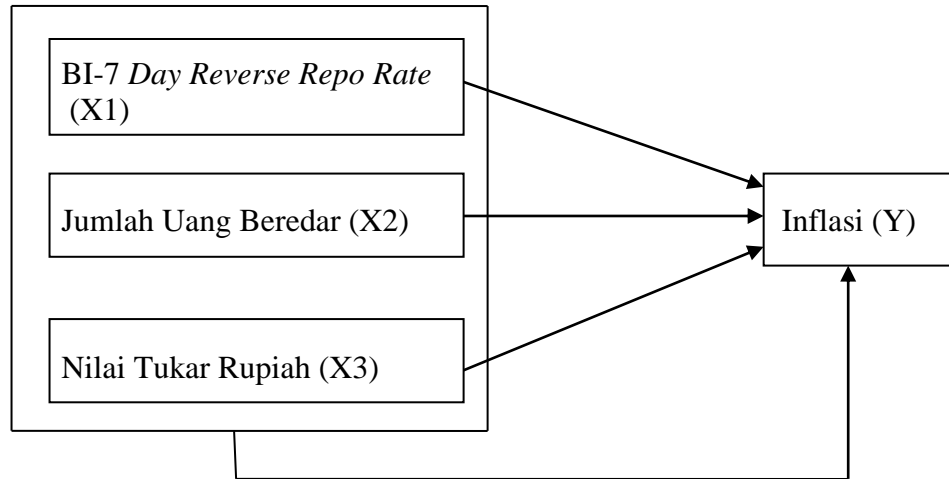 BI-7 Day Reverse Repo Rate
(X1)
Jumlah Uang Beredar (X2)
Inflasi (Y)
Nilai Tukar Rupiah (X3)